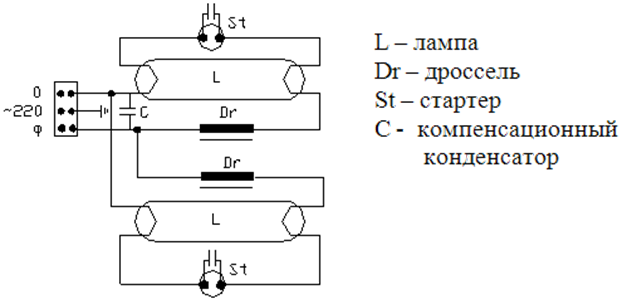 St
L
0
~220
φ
C
Dr
Dr
L
St
L – лампа
Dr – дроссель
St – стартер
C - компенсационный
конденсатор